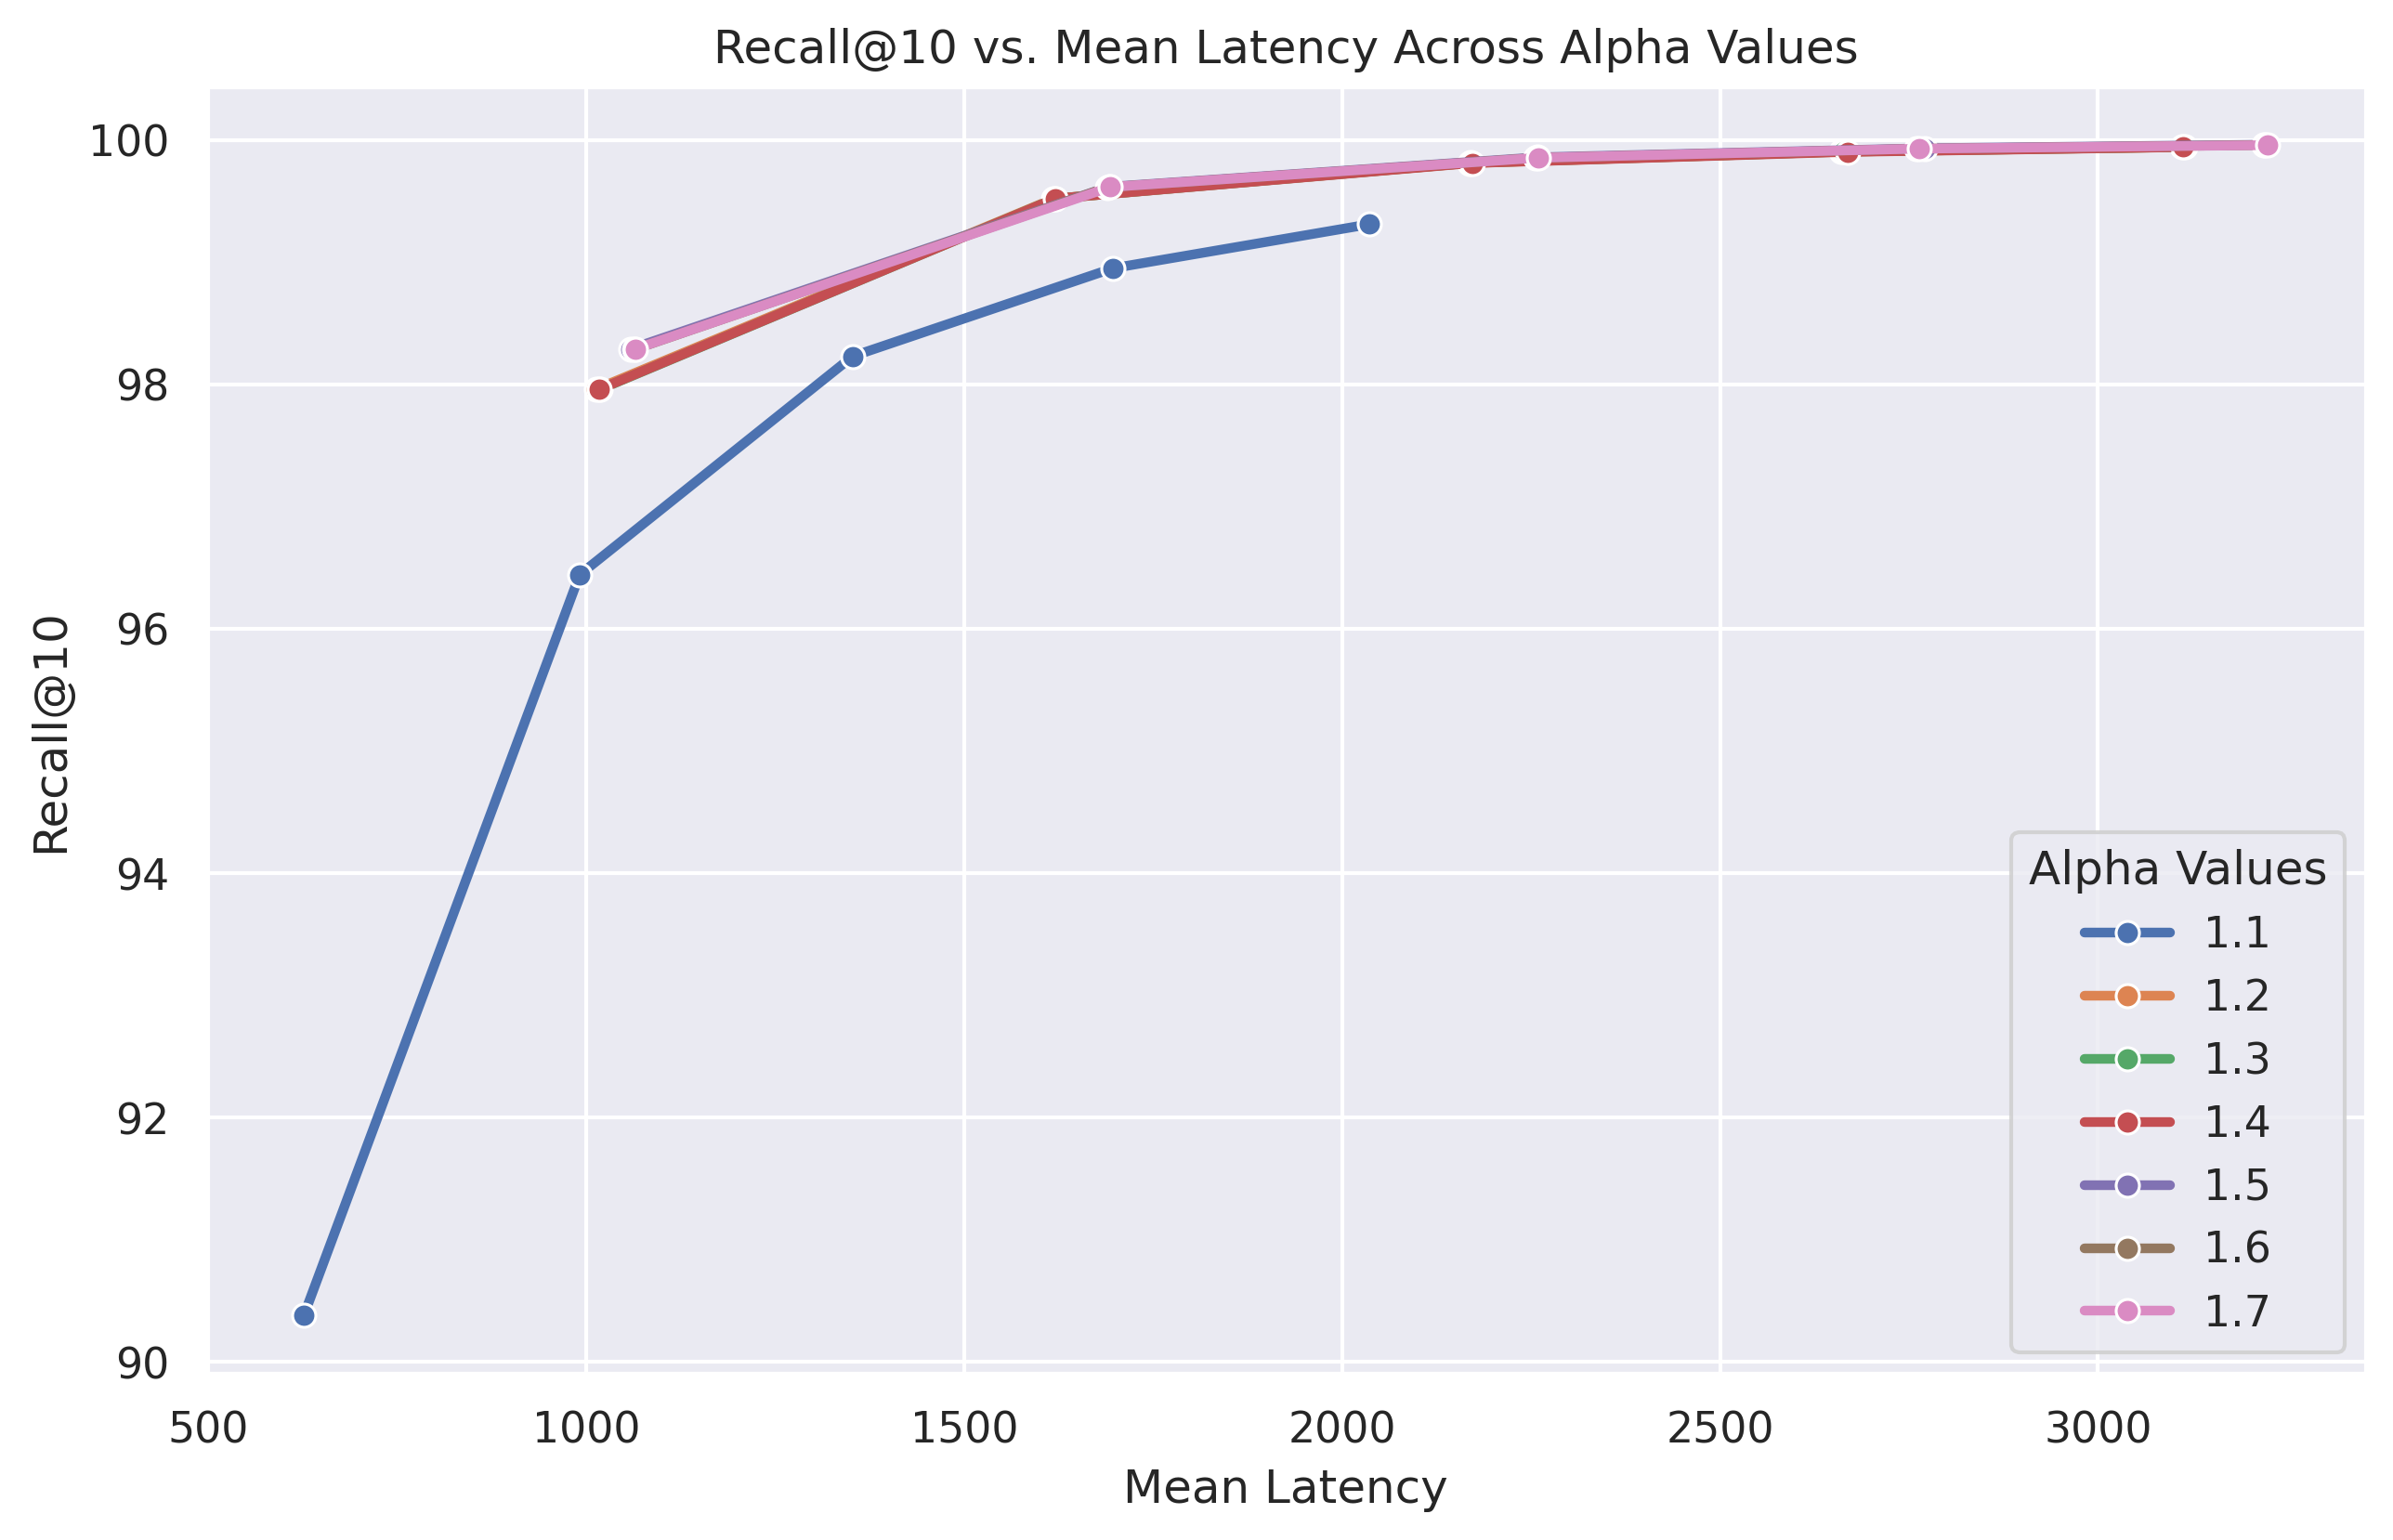 Recall@10 vs. Mean Latency Across Alpha Values
100
98
96
94
92
90
Recall@10
500 1000 1500 2000 2500 3000
Mean Latency
Alpha Values
1.1
1.2
1.3
1.4
1.5
1.6
1.7